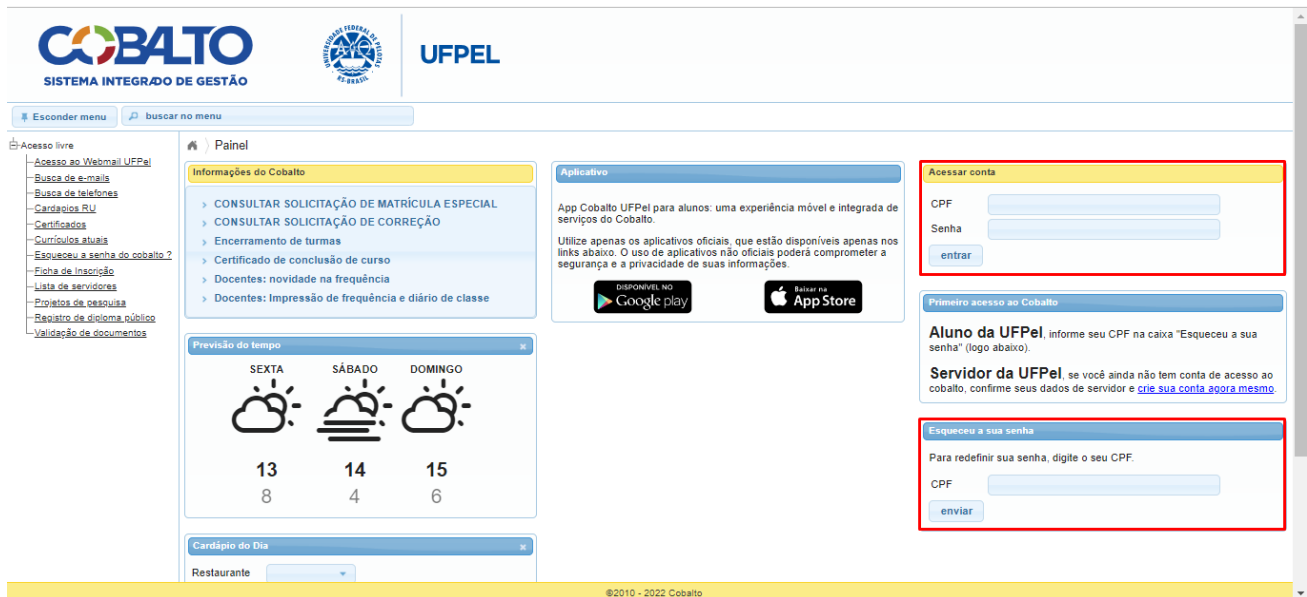 COBALTO
SISTEMA INTEGRADO DE GESTÃO
UNIVERSIDADE FEDERAL DE PELOTAS
RS-BRASIL
UFPEL
Esconder menu
buscar no menu
Acesso livre
Acesso ao Webmail UFPel
Busca de e-mails
Busca de telefones
Cardapios RU
Certificados
Currículos atuais
Esqueceu a senha do cobalto ?
Ficha de Inscrição
Lista de servidores
Projetos de pesquisa
Registro de diploma público
Validação de documentos
Painel
Informações do Cobalto
CONSULTAR SOLICITAÇÃO DE MATRÍCULA ESPECIAL
CONSULTAR SOLICITAÇÃO DE CORREÇÃO
Encerramento de turmas
Certificado de conclusão de curso
Docentes: novidade na frequência
Docentes: Impressão de frequência e diário de classe
Previsão do tempo
SEXTA SÁBADO DOMINGO
13 14 15
8 4 6
Cardápio do Dia
Restaurante
Aplicativo
App Cobalto UFPel para alunos: uma experiência móvel e integrada de
serviços do Cobalto.
Utilize apenas os aplicativos oficiais, que estão disponíveis apenas nos
links abaixo. O uso de aplicativos não oficiais poderá comprometer a
segurança e a privacidade de suas informações.
DISPONÍVEL NO
Google play
Baixar na
App Store
Acessar conta
CPF
Senha
entrar
Primeiro acesso ao Cobalto
Aluno da UFPel, informe seu CPF na caixa "Esqueceu a sua
senha" (logo abaixo).
Servidor da UFPel, se você ainda não tem conta de acesso ao
cobalto, confirme seus dados de servidor e crie sua conta agora mesmo.
Esqueceu a sua senha
Para redefinir sua senha, digite o seu CPF.
CPF
enviar
©2010 - 2022 Cobalto